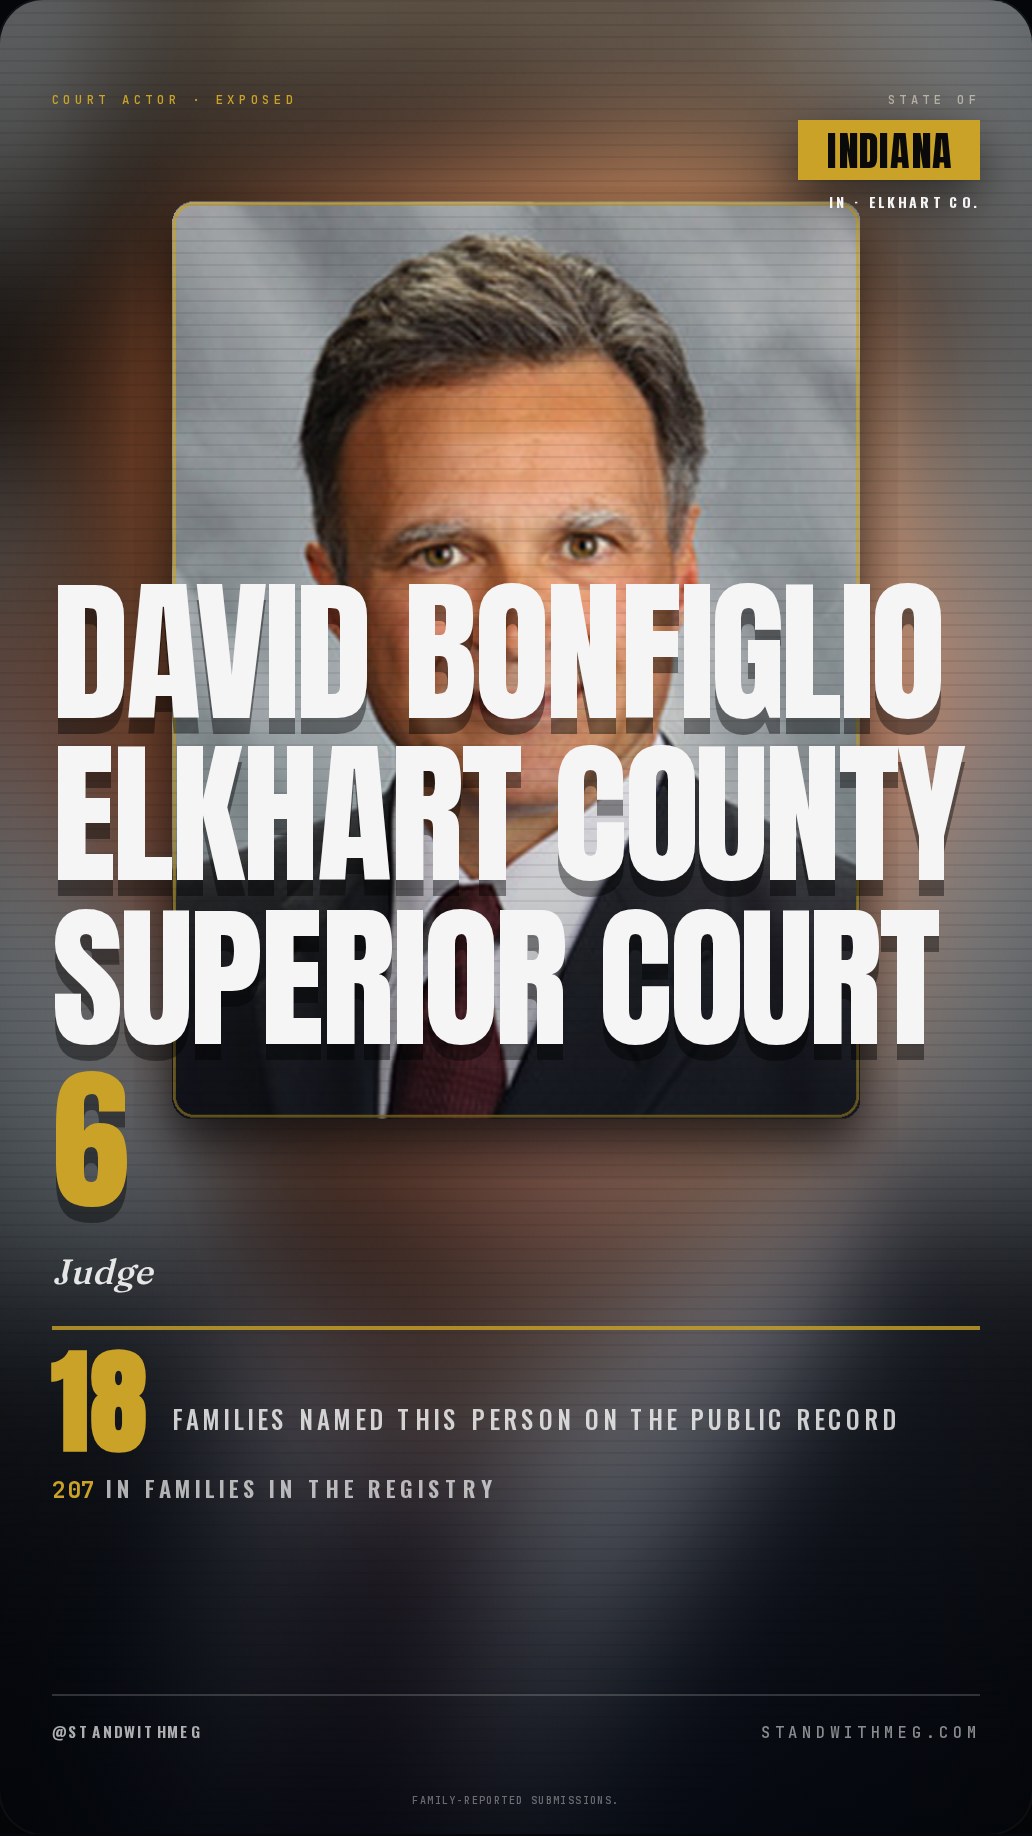 COURT ACTOR · EXPOSED
STATE OF
INDIANA
IN · ELKHART CO.
DAVID BONFIGLIO
ELKHART COUNTY
SUPERIOR COURT
6
Judge
18 FAMILIES NAMED THIS PERSON ON THE PUBLIC RECORD
207 IN FAMILIES IN THE REGISTRY
@STANDWITHMEG
STANDWITHMEG.COM
FAMILY-REPORTED SUBMISSIONS.